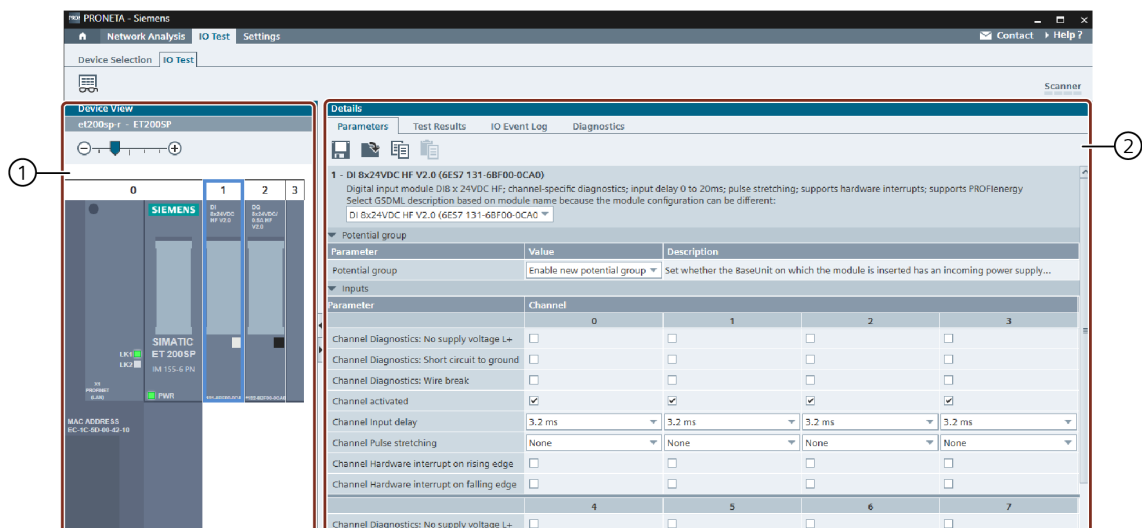 PRONETA - Siemens
Network Analysis IO Test Settings
Contact Help ?
Device Selection IO Test
Scanner
Device View
et200sp-r - ET200SP
1
0 1 2 3
SIEMENS
DI
8x24VDC
HF V2.0
DQ
8x24VDC/
0.5A HF
V2.0
SIMATIC
ET 200SP
IM 155-6 PN
LK1
LK2
X1
PROFINET
(LAN)
PWR
MAC ADDRESS
EC-1C-5D-00-42-10
Details
Parameters Test Results IO Event Log Diagnostics
2
1 - DI 8x24VDC HF V2.0 (6ES7 131-6BF00-0CA0)
Digital input module DI8 x 24VDC HF; channel-specific diagnostics; input delay 0 to 20ms; pulse stretching; supports hardware interrupts; supports PROFIenergy
Select GSDML description based on module name because the module configuration can be different:
DI 8x24VDC HF V2.0 (6ES7 131-6BF00-0CA0
Potential group
Parameter Value Description
Potential group Enable new potential group Set whether the BaseUnit on which the module is inserted has an incoming power supply...
Inputs
Parameter Channel
0 1 2 3
Channel Diagnostics: No supply voltage L+
Channel Diagnostics: Short circuit to ground
Channel Diagnostics: Wire break
Channel activated
Channel Input delay 3.2 ms 3.2 ms 3.2 ms 3.2 ms
Channel Pulse stretching None None None None
Channel Hardware interrupt on rising edge
Channel Hardware interrupt on falling edge
4 5 6 7
Channel Diagnostics: No supply voltage L+